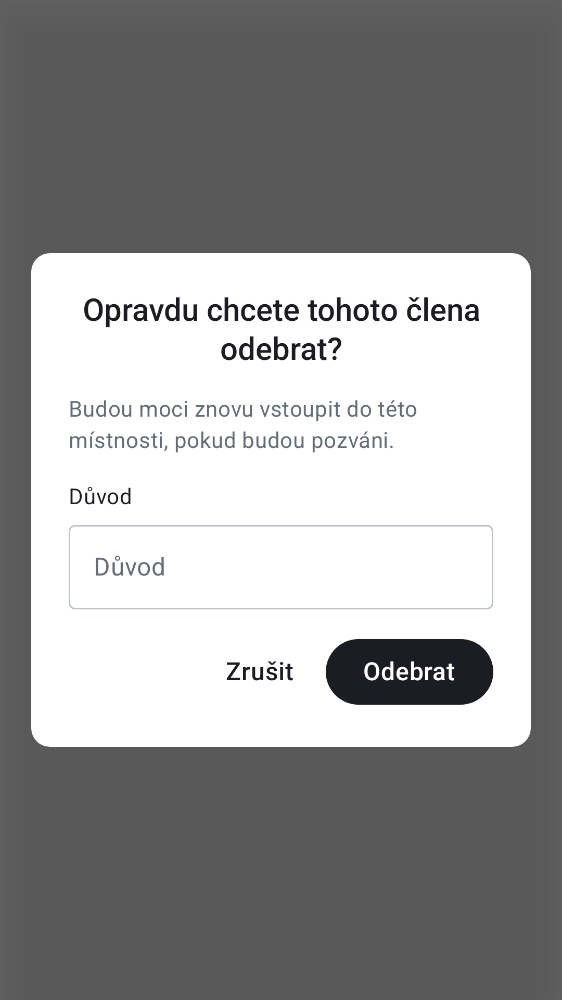 Opravdu chcete tohoto člena
odebrat?
Budou moci znovu vstoupit do této
místnosti, pokud budou pozváni.
Důvod
Důvod
Zrušit
Odebrat